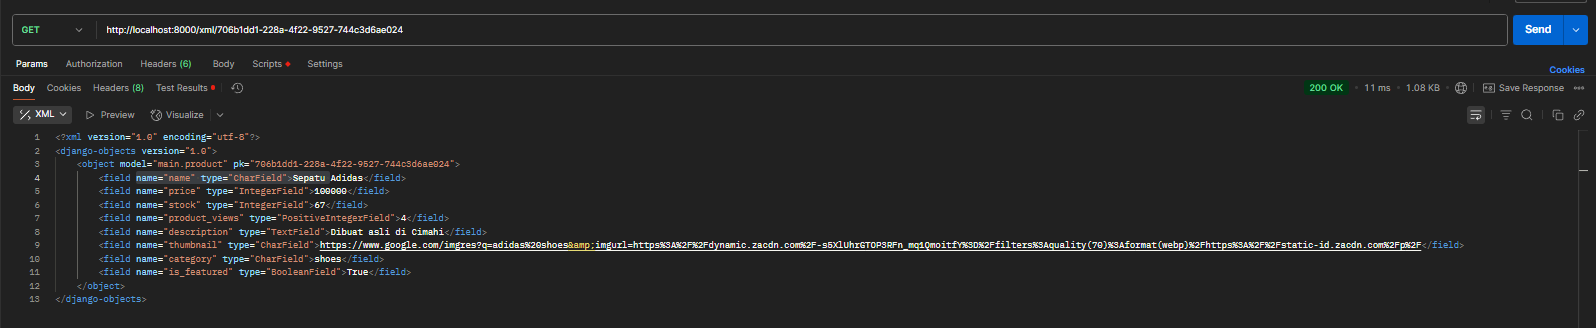 GET http://localhost:8000/xml/706b1dd1-228a-4f22-9527-744c3d6ae024 Send
Params Authorization Headers (6) Body Scripts Settings Cookies
Body Cookies Headers (8) Test Results 200 OK 11 ms 1.08 KB Save Response
XML Preview Visualize
1 <?xml version="1.0" encoding="utf-8"?>
2 <django-objects version="1.0">
3 <object model="main.product" pk="706b1dd1-228a-4f22-9527-744c3d6ae024">
4 <field name="name" type="CharField">Sepatu Adidas</field>
5 <field name="price" type="IntegerField">100000</field>
6 <field name="stock" type="IntegerField">67</field>
7 <field name="product_views" type="PositiveIntegerField">4</field>
8 <field name="description" type="TextField">Dibuat asli di Cimahi</field>
9 <field name="thumbnail" type="CharField">https://www.google.com/imgres?q=adidas%20shoes&amp;imgurl=https%3A%2F%2Fdynamic.zacdn.com%2F-s5XlUhrGTOP3RFn_mq1QmoitfY%3D%2Ffilters%3Aquality(70)%3Aformat(webp)%2Fhttps%3A%2F%2Fstatic-id.zacdn.com%2Fp%2F</field>
10 <field name="category" type="CharField">shoes</field>
11 <field name="is_featured" type="BooleanField">True</field>
12 </object>
13 </django-objects>